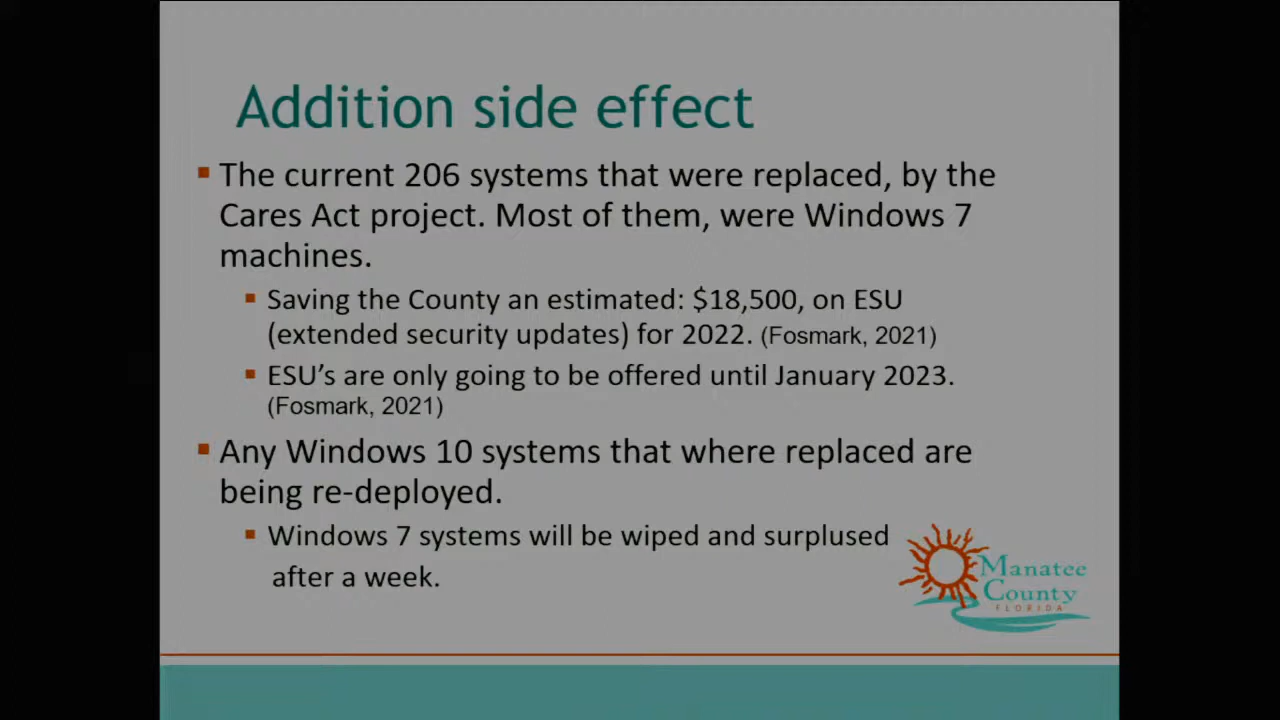 Addition side effect
The current 206 systems that were replaced, by the
Cares Act project. Most of them, were Windows 7
machines.
Saving the County an estimated: $18,500, on ESU
(extended security updates) for 2022. (Fosmark, 2021)
ESU's are only going to be offered until January 2023.
(Fosmark, 2021)
Any Windows 10 systems that where replaced are
being re-deployed.
Windows 7 systems will be wiped and surplused
after a week.
Manatee
County
FLORIDA